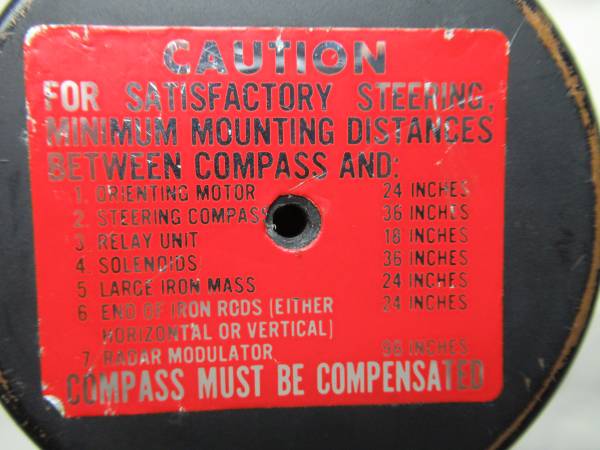 CAUTION
FOR SATISFACTORY STEERING,
MINIMUM MOUNTING DISTANCES
BETWEEN COMPASS AND:
1. ORIENTING MOTOR 24 INCHES
2. STEERING COMPASS 36 INCHES
3 RELAY UNIT 18 INCHES
4. SOLENOIDS 36 INCHES
5 LARGE IRON MASS 24 INCHES
6 END OF IRON RODS (EITHER 24 INCHES
HORIZONTAL OR VERTICAL)
7. RADAR MODULATOR 96 INCHES
COMPASS MUST BE COMPENSATED